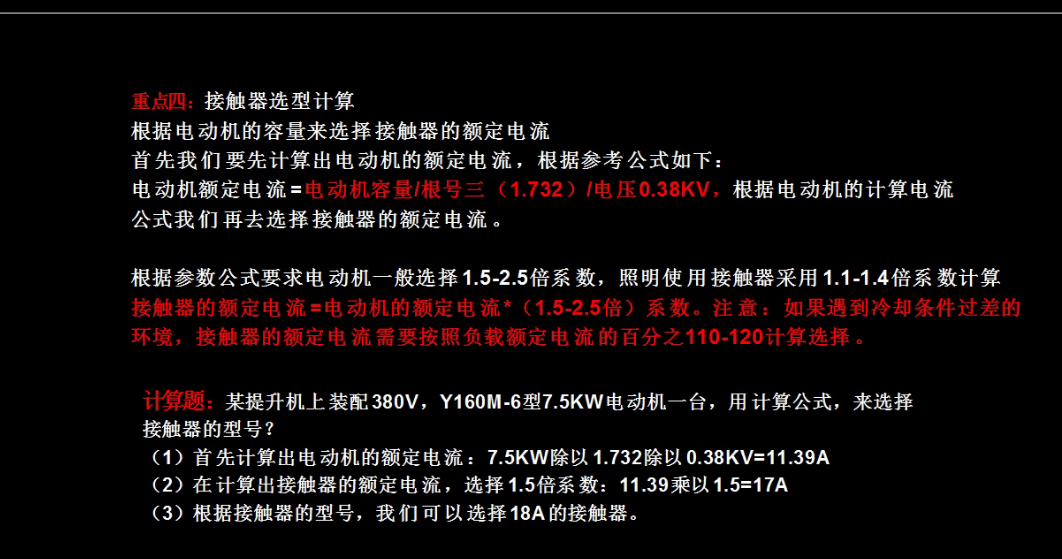 重点四：接触器选型计算
根据电动机的容量来选择接触器的额定电流
首先我们要先计算出电动机的额定电流，根据参考公式如下：
电动机额定电流=电动机容量/根号三（1.732）/电压0.38KV，根据电动机的计算电流
公式我们再去选择接触器的额定电流。
根据参数公式要求电动机一般选择1.5-2.5倍系数，照明使用接触器采用1.1-1.4倍系数计算
接触器的额定电流=电动机的额定电流*（1.5-2.5倍）系数。注意：如果遇到冷却条件过差的
环境，接触器的额定电流需要按照负载额定电流的百分之110-120计算选择。
计算题：某提升机上装配380V，Y160M-6型7.5KW电动机一台，用计算公式，来选择
接触器的型号？
（1）首先计算出电动机的额定电流：7.5KW除以1.732除以0.38KV=11.39A
（2）在计算出接触器的额定电流，选择1.5倍系数：11.39乘以1.5=17A
（3）根据接触器的型号，我们可以选择18A的接触器。